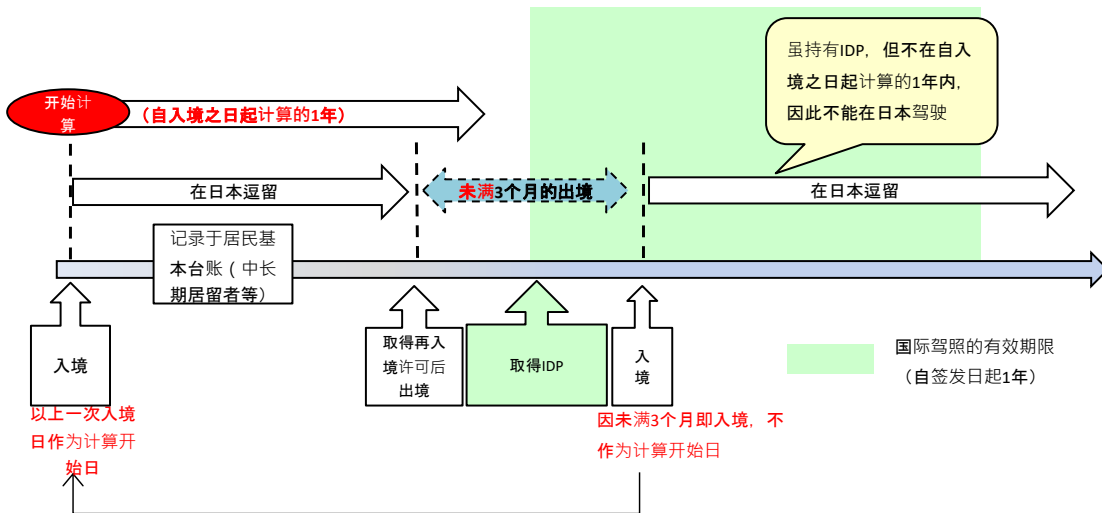 虽持有IDP，但不在自入
境之日起计算的1年内，
因此不能在日本驾驶
开始计
算
（自入境之日起计算的1年）
在日本逗留
未满3个月的出境
在日本逗留
记录于居民基
本台账（中长
期居留者等）
入境
取得再入
境许可后
出境
取得IDP
入
境
国际驾照的有效期限
（自签发日起1年）
以上一次入境
日作为计算开
始日
因未满3个月即入境，不
作为计算开始日